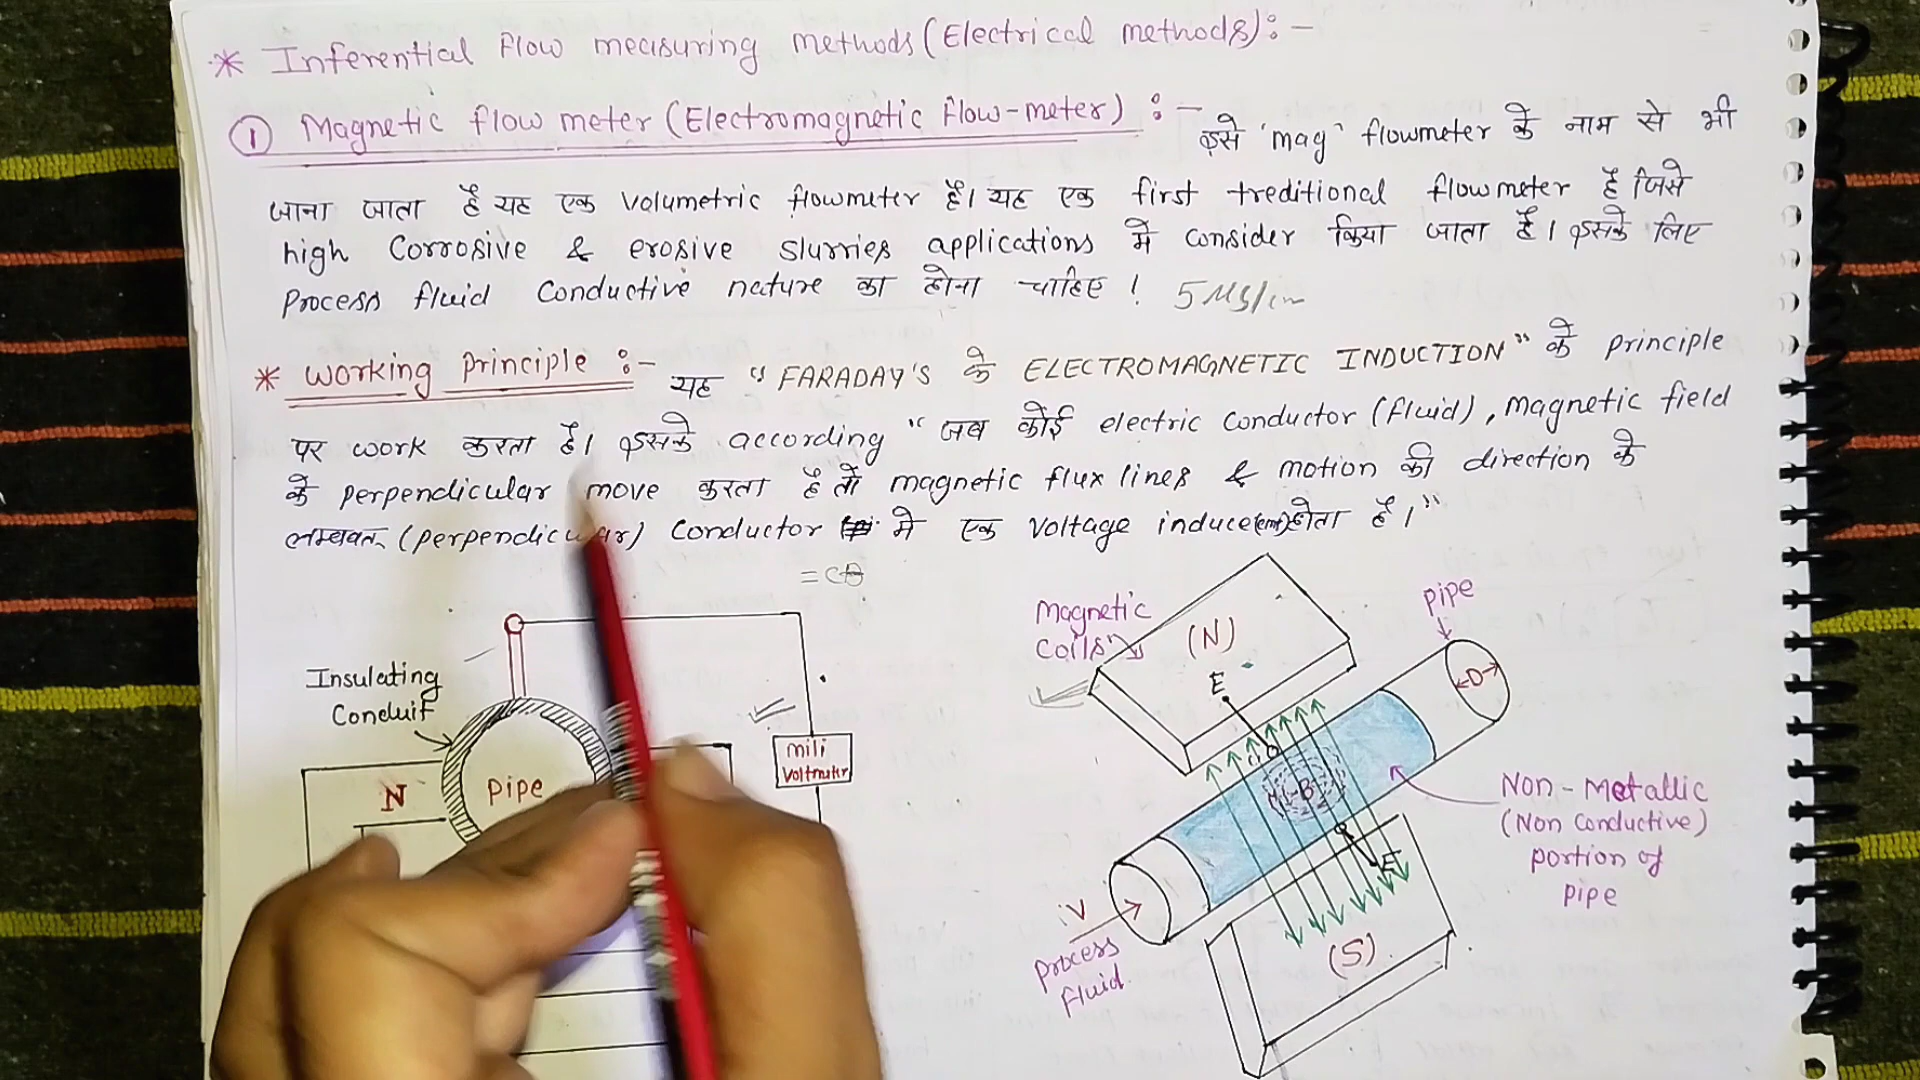 * Inferential Flow measuring methods (Electrical methods) :-
① Magnetic flow meter (Electromagnetic Flow-meter) :- इसे 'mag' flowmeter के नाम से भी
जाना जाता है यह एक volumetric flowmeter है। यह एक first treditional flowmeter है जिसे
high Corrosive & erosive slurries applications में consider किया जाता है। इसके लिए
Process fluid Conductive nature का होना चाहिए ! 5 μs/cm
* Working Principle :- यह "FARADAY'S के ELECTROMAGNETIC INDUCTION" के principle
पर work करता है। इसके according "जब कोई electric conductor (fluid), magnetic field
के perpendicular move करता है तो magnetic flux lines & motion की direction के
लम्बवत (perpendicular) conductor में एक voltage induce (emf) होता है।"
Insulating
Conduit
N
Pipe
mili
Voltmeter
Magnetic
Coils
(N)
E
Pipe
D
B
E
(S)
V
Process
Fluid.
Non-Metallic
(Non Conductive)
portion of
pipe